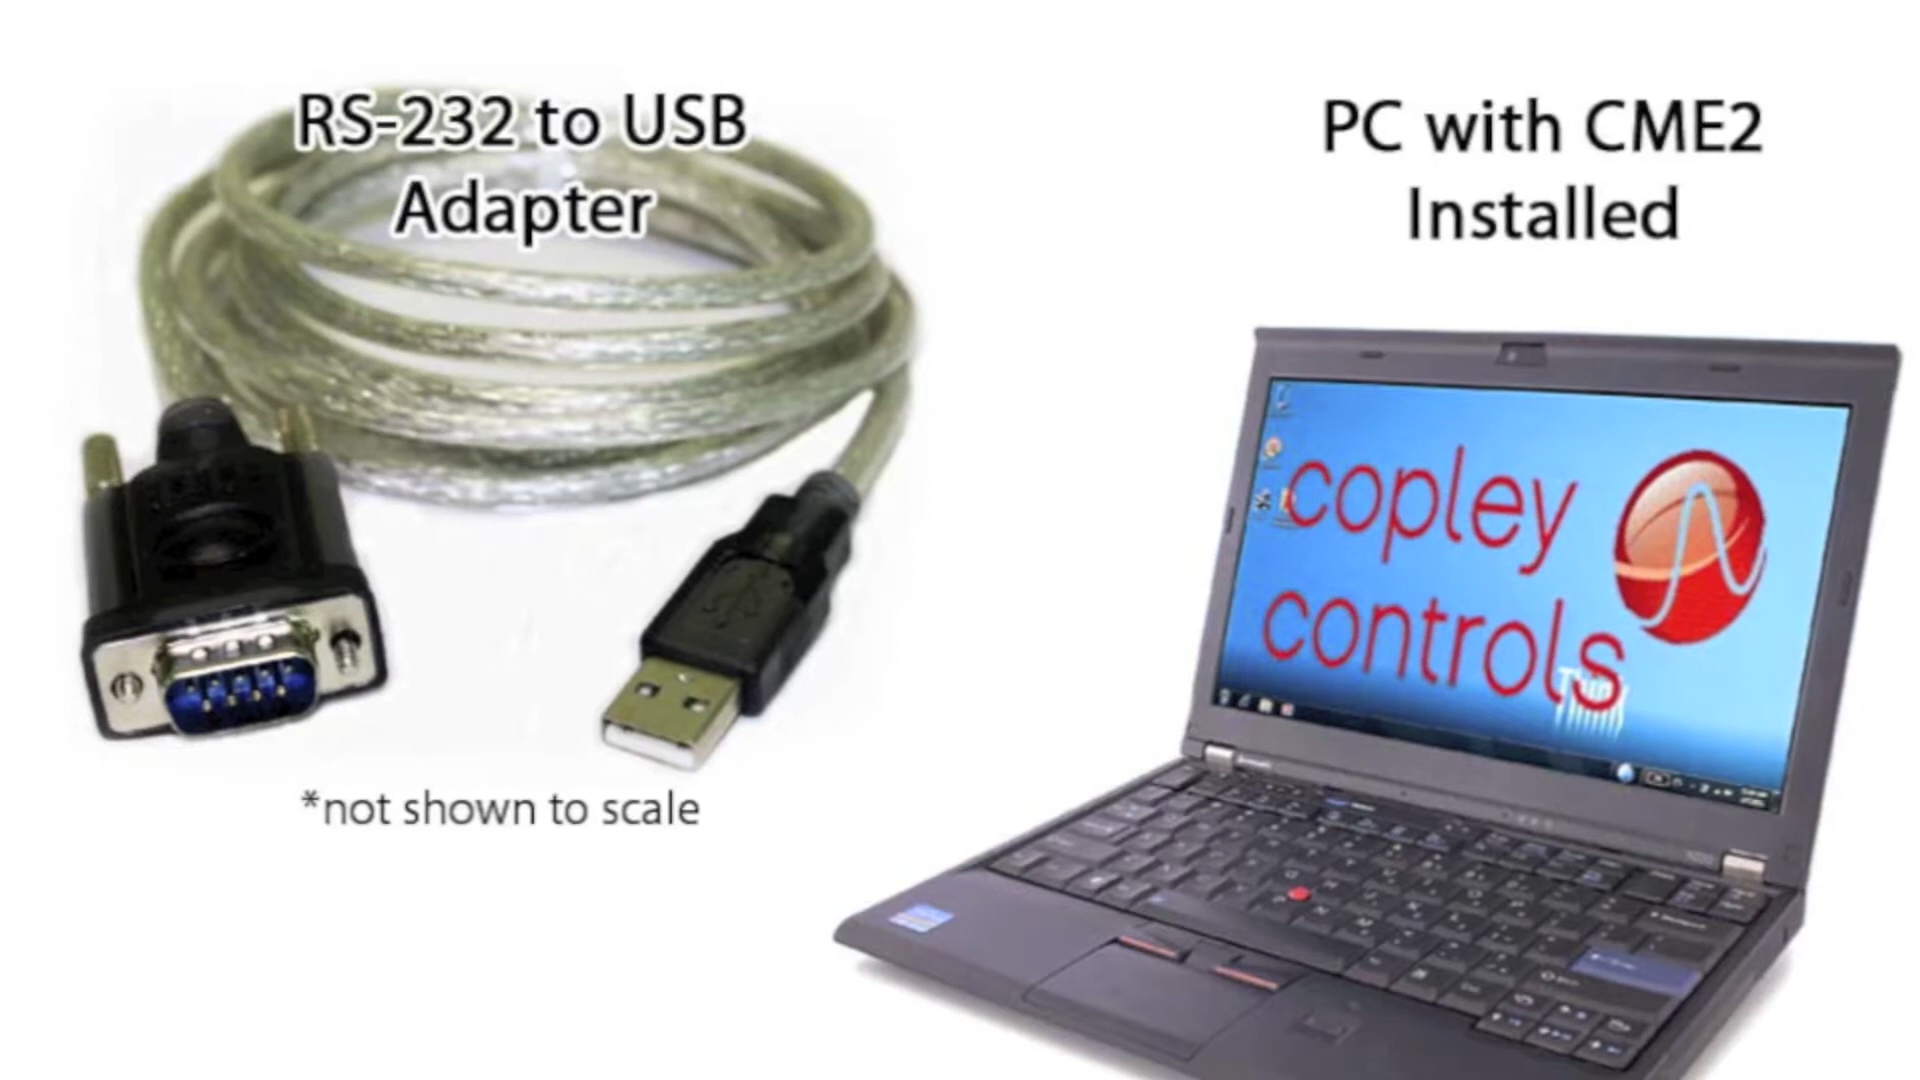 RS-232 to USB
Adapter
*not shown to scale
PC with CME2
Installed
copley
controls